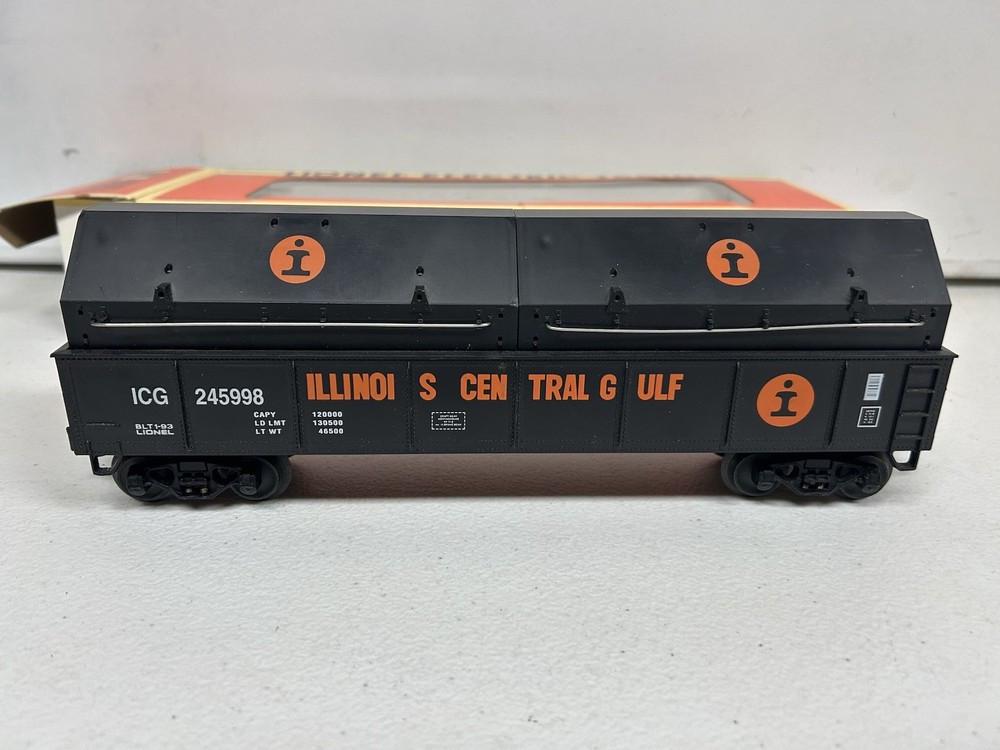 i
i
ICG 245998
ILLINOI S CEN TRAL G ULF
i
CAPY 120000
LD LMT 130500
LT WT 46500
BLT 1-93
LIONEL